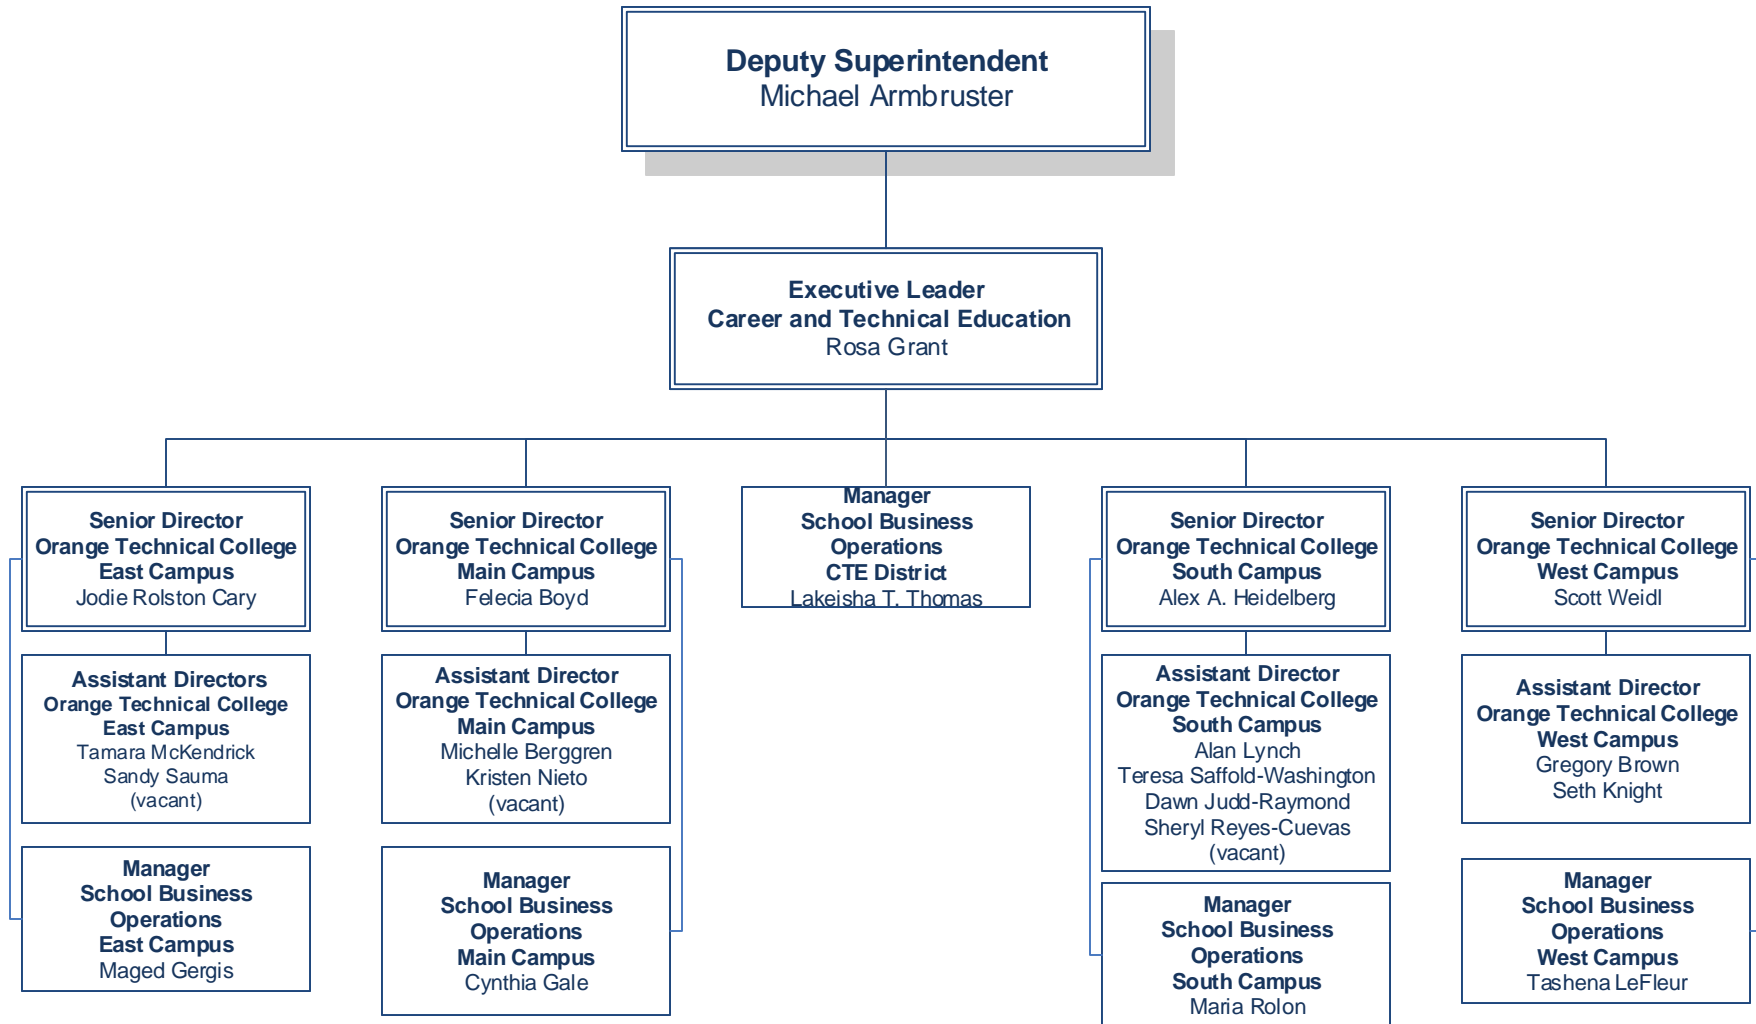 Deputy Superintendent
Michael Armbruster
Executive Leader
Career and Technical Education
Rosa Grant
Senior Director
Orange Technical College
East Campus
Jodie Rolston Cary
Senior Director
Orange Technical College
Main Campus
Felecia Boyd
Manager
School Business
Operations
CTE District
Lakeisha T. Thomas
Senior Director
Orange Technical College
South Campus
Alex A. Heidelberg
Senior Director
Orange Technical College
West Campus
Scott Weidl
Assistant Directors
Orange Technical College
East Campus
Tamara McKendrick
Sandy Sauma
(vacant)
Assistant Director
Orange Technical College
Main Campus
Michelle Berggren
Kristen Nieto
(vacant)
Assistant Director
Orange Technical College
South Campus
Alan Lynch
Teresa Saffold-Washington
Dawn Judd-Raymond
Sheryl Reyes-Cuevas
(vacant)
Assistant Director
Orange Technical College
West Campus
Gregory Brown
Seth Knight
Manager
School Business
Operations
East Campus
Maged Gergis
Manager
School Business
Operations
Main Campus
Cynthia Gale
Manager
School Business
Operations
South Campus
Maria Rolon
Manager
School Business
Operations
West Campus
Tashena LeFleur